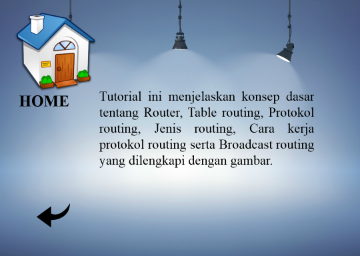 HOME
Tutorial ini menjelaskan konsep dasar
tentang Router, Table routing, Protokol
routing, Jenis routing, Cara kerja
protokol routing serta Broadcast routing
yang dilengkapi dengan gambar.